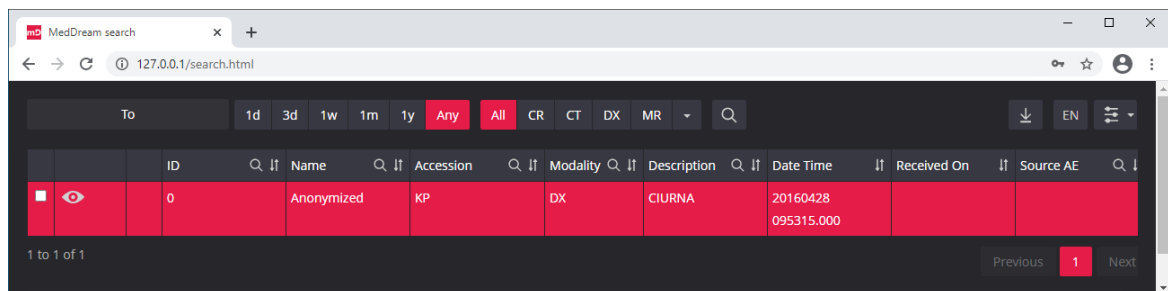 mD MedDream search
127.0.0.1/search.html
To 1d 3d 1w 1m 1y Any All CR CT DX MR EN
ID Name Accession Modality Description Date Time Received On Source AE
0 Anonymized KP DX CIURNA 20160428
095315.000
1 to 1 of 1
Previous 1 Next